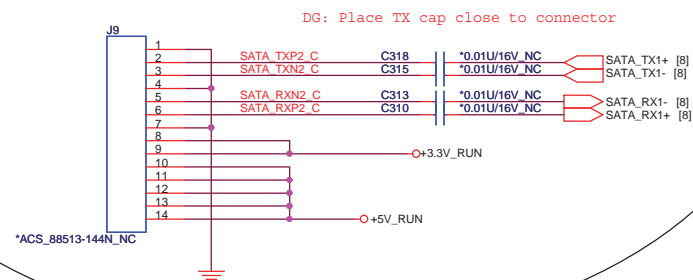 DG: Place TX cap close to connector
J9
1
2 SATA_TXP2_C C318 *0.01U/16V_NC SATA_TX1+ [8]
3 SATA_TXN2_C C315 *0.01U/16V_NC SATA_TX1- [8]
4
5 SATA_RXN2_C C313 *0.01U/16V_NC SATA_RX1- [8]
6 SATA_RXP2_C C310 *0.01U/16V_NC SATA_RX1+ [8]
7
8
9 +3.3V_RUN
10
11
12
13
14 +5V_RUN
*ACS_88513-144N_NC